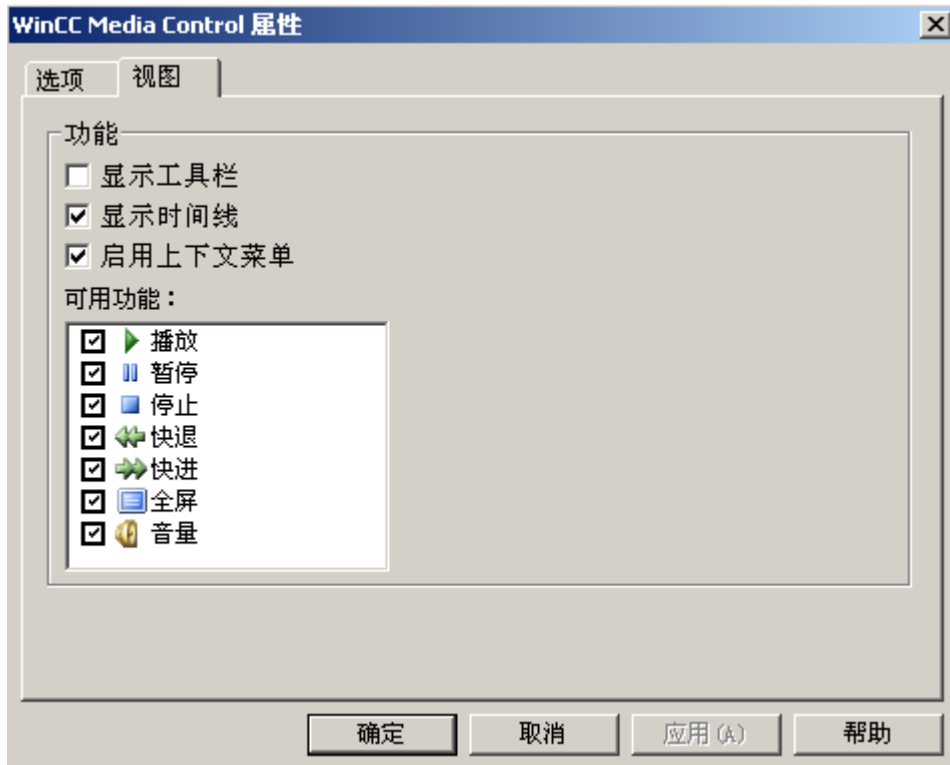 WinCC Media Control 属性
选项 视图
功能
显示工具栏
显示时间线
启用上下文菜单
可用功能：
播放
暂停
停止
快退
快进
全屏
音量
确定 取消 应用(A) 帮助